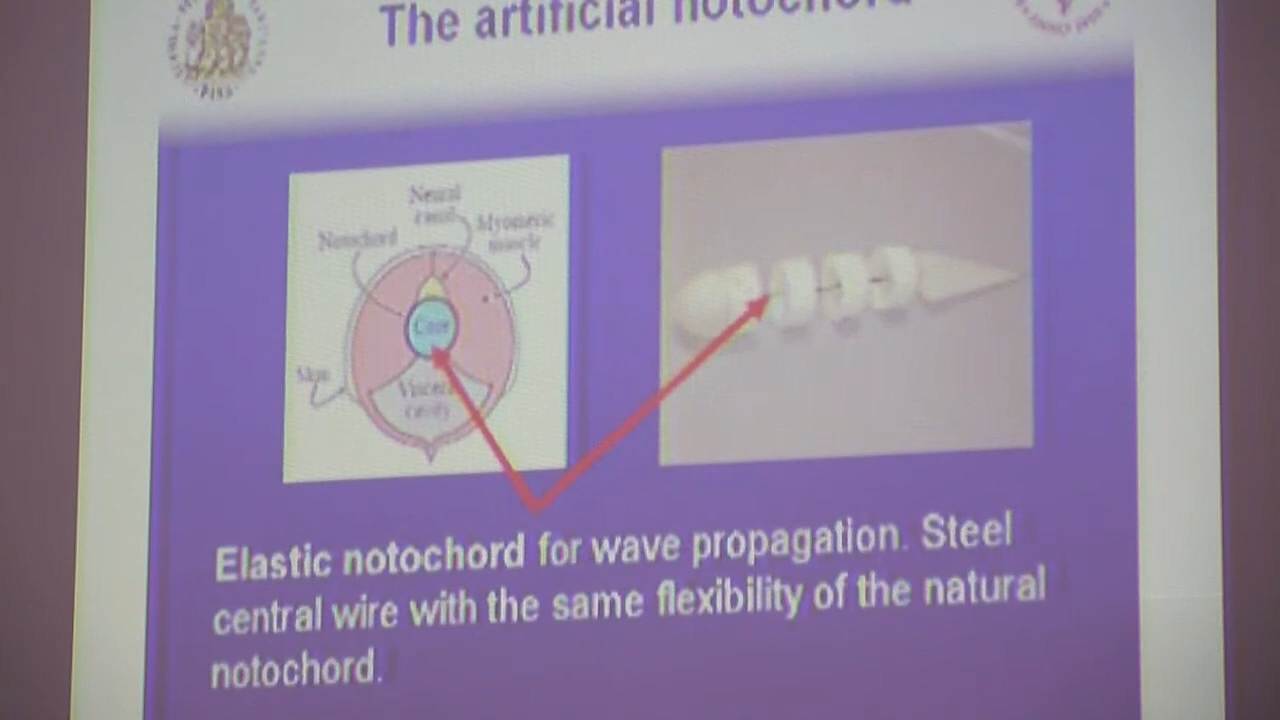 The artificial notochord
Neural
canal
Myomeric
muscle
Notochord
Core
Skin
Visceral
cavity
Elastic notochord for wave propagation. Steel
central wire with the same flexibility of the natural
notochord.